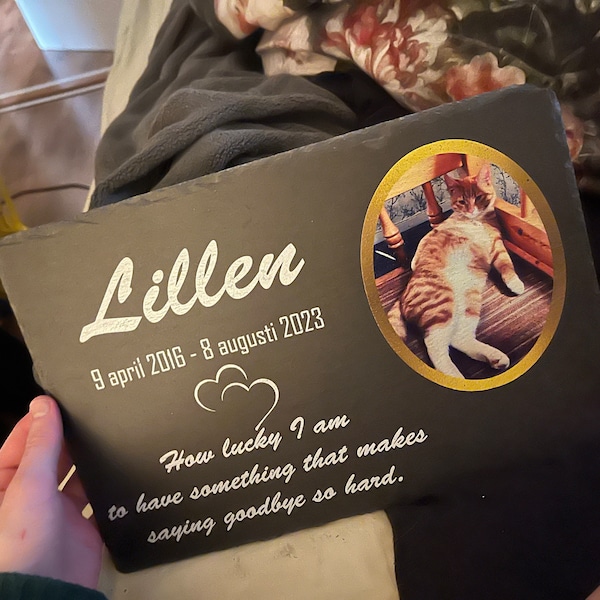 Lillen
9 april 2016 - 8 augusti 2023
How lucky I am
to have something that makes
saying goodbye so hard.